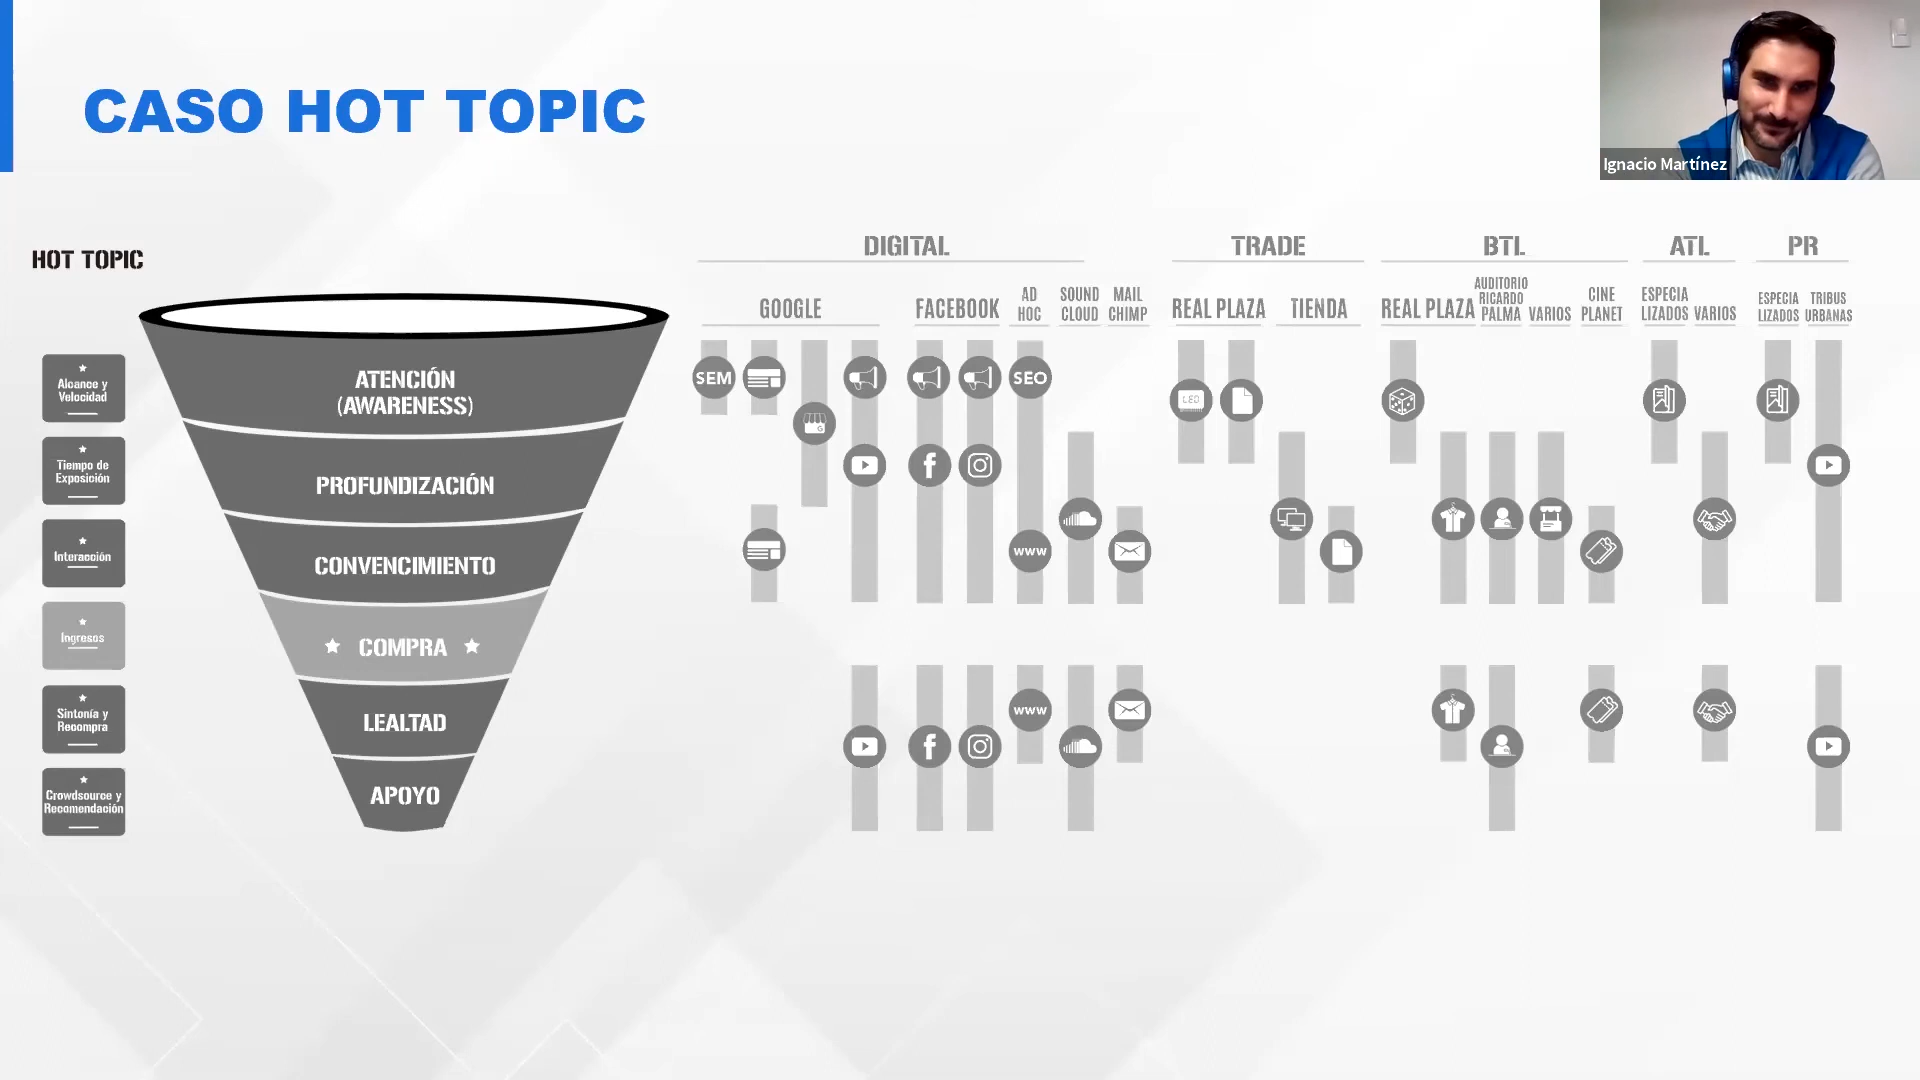 CASO HOT TOPIC
Ignacio Martínez
HOT TOPIC
DIGITAL
TRADE
BTL
ATL
PR
GOOGLE
FACEBOOK
AD
HOC
SOUND
CLOUD
MAIL
CHIMP
REAL PLAZA
TIENDA
REAL PLAZA
AUDITORIO
RICARDO
PALMA
VARIOS
CINE
PLANET
ESPECIA
LIZADOS
VARIOS
ESPECIA
LIZADOS
TRIBUS
URBANAS
Alcance y
Velocidad
Tiempo de
Exposición
Interacción
Ingresos
Sintonía y
Recompra
Crowdsource y
Recomendación
ATENCIÓN
(AWARENESS)
PROFUNDIZACIÓN
CONVENCIMIENTO
COMPRA
LEALTAD
APOYO
SEM
SEO
LED
G
www
www